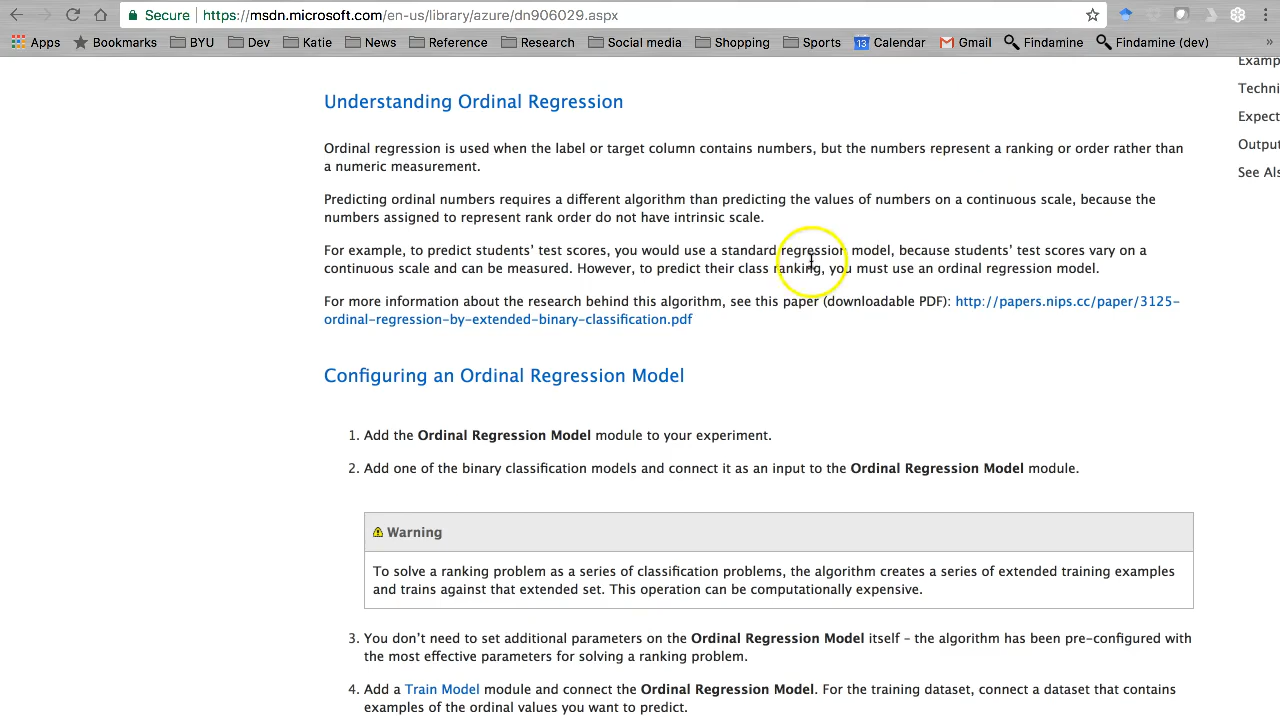 Secure | https://msdn.microsoft.com/en-us/library/azure/dn906029.aspx
Apps Bookmarks BYU Dev Katie News Reference Research Social media Shopping Sports 13 Calendar Gmail Findamine Findamine (dev) »
Examp
Techni
Expect
Output
See Als
Understanding Ordinal Regression
Ordinal regression is used when the label or target column contains numbers, but the numbers represent a ranking or order rather than
a numeric measurement.
Predicting ordinal numbers requires a different algorithm than predicting the values of numbers on a continuous scale, because the
numbers assigned to represent rank order do not have intrinsic scale.
For example, to predict students’ test scores, you would use a standard regression model, because students’ test scores vary on a
continuous scale and can be measured. However, to predict their class ranking, you must use an ordinal regression model.
For more information about the research behind this algorithm, see this paper (downloadable PDF): http://papers.nips.cc/paper/3125-
ordinal-regression-by-extended-binary-classification.pdf
Configuring an Ordinal Regression Model
1. Add the Ordinal Regression Model module to your experiment.
2. Add one of the binary classification models and connect it as an input to the Ordinal Regression Model module.
Warning
To solve a ranking problem as a series of classification problems, the algorithm creates a series of extended training examples
and trains against that extended set. This operation can be computationally expensive.
3. You don’t need to set additional parameters on the Ordinal Regression Model itself – the algorithm has been pre-configured with
the most effective parameters for solving a ranking problem.
4. Add a Train Model module and connect the Ordinal Regression Model. For the training dataset, connect a dataset that contains
examples of the ordinal values you want to predict.